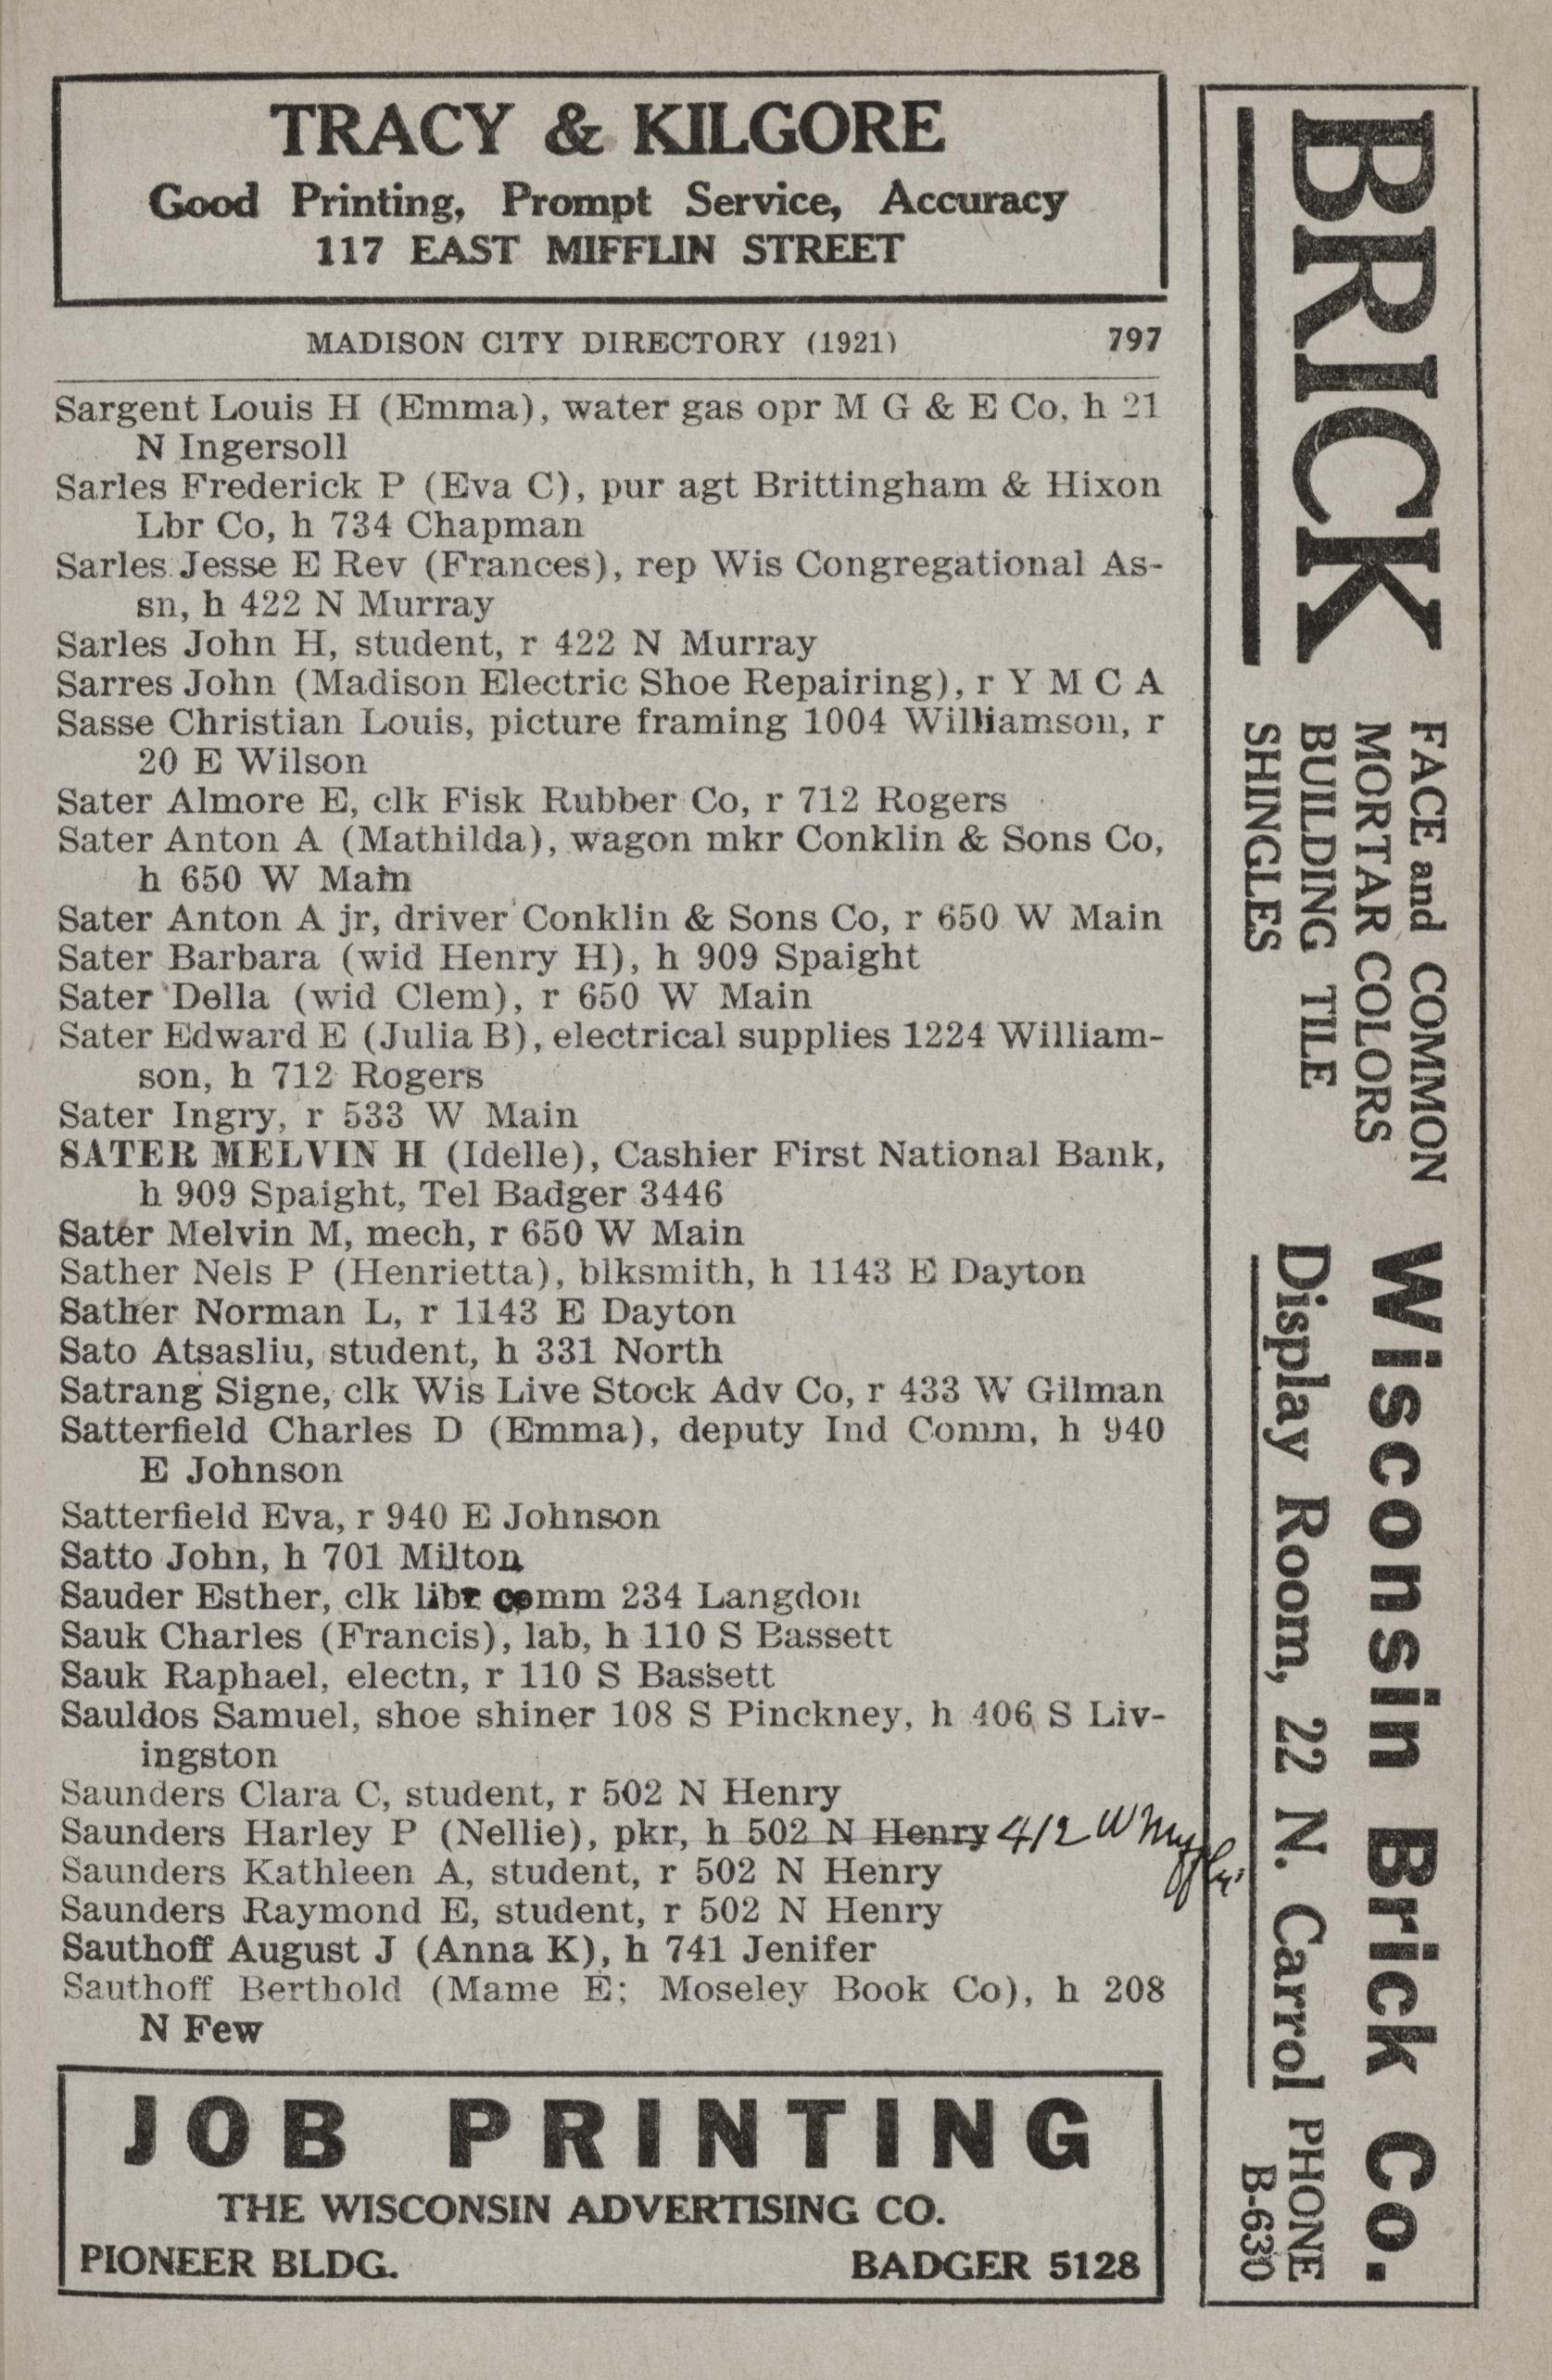 TRACY & KILGORE
Good Printing, Prompt Service, Accuracy
117 EAST MIFFLIN STREET
MADISON CITY DIRECTORY (1921) 797
Sargent Louis H (Emma), water gas opr M G & E Co, h 21
N Ingersoll
Sarles Frederick P (Eva C), pur agt Brittingham & Hixon
Lbr Co, h 734 Chapman
Sarles Jesse E Rev (Frances), rep Wis Congregational As-
sn, h 422 N Murray
Sarles John H, student, r 422 N Murray
Sarres John (Madison Electric Shoe Repairing), r Y M C A
Sasse Christian Louis, picture framing 1004 Williamson, r
20 E Wilson
Sater Almore E, clk Fisk Rubber Co, r 712 Rogers
Sater Anton A (Mathilda), wagon mkr Conklin & Sons Co,
h 650 W Main
Sater Anton A jr, driver Conklin & Sons Co, r 650 W Main
Sater Barbara (wid Henry H), h 909 Spaight
Sater Della (wid Clem), r 650 W Main
Sater Edward E (Julia B), electrical supplies 1224 William-
son, h 712 Rogers
Sater Ingry, r 533 W Main
SATER MELVIN H (Idelle), Cashier First National Bank,
h 909 Spaight, Tel Badger 3446
Sater Melvin M, mech, r 650 W Main
Sather Nels P (Henrietta), blksmith, h 1143 E Dayton
Sather Norman L, r 1143 E Dayton
Sato Atsasliu, student, h 331 North
Satrang Signe, clk Wis Live Stock Adv Co, r 433 W Gilman
Satterfield Charles D (Emma), deputy Ind Comm, h 940
E Johnson
Satterfield Eva, r 940 E Johnson
Satto John, h 701 Milton
Sauder Esther, clk libr comm 234 Langdon
Sauk Charles (Francis), lab, h 110 S Bassett
Sauk Raphael, electn, r 110 S Bassett
Sauldos Samuel, shoe shiner 108 S Pinckney, h 406 S Liv-
ingston
Saunders Clara C, student, r 502 N Henry
Saunders Harley P (Nellie), pkr, h 502 N Henry 412 W
Saunders Kathleen A, student, r 502 N Henry
Saunders Raymond E, student, r 502 N Henry
Sauthoff August J (Anna K), h 741 Jenifer
Sauthoff Berthold (Mame E; Moseley Book Co), h 208
N Few
JOB PRINTING
THE WISCONSIN ADVERTISING CO.
PIONEER BLDG. BADGER 5128
BRICK
FACE and COMMON
MORTAR COLORS
BUILDING TILE
SHINGLES
Wisconsin Brick Co.
Display Room, 22 N. Carrol
PHONE
B-630